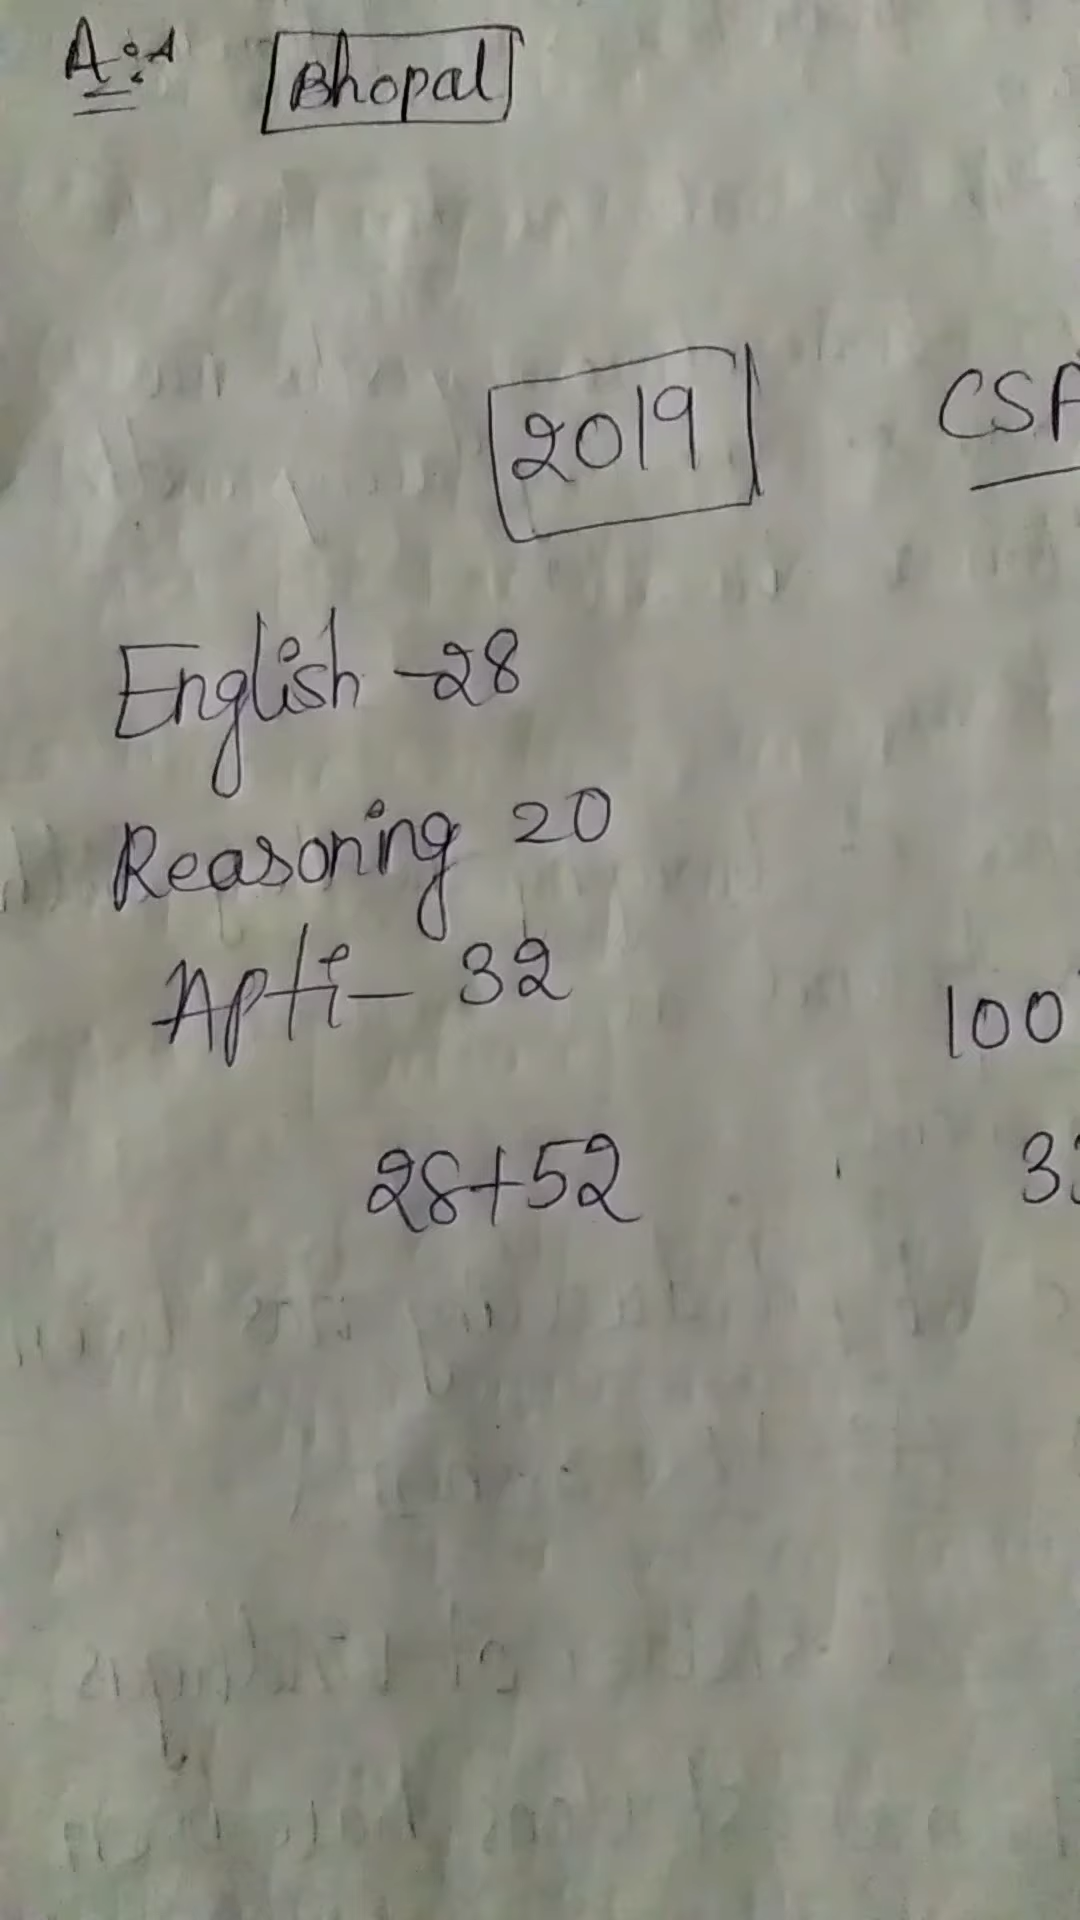 Bhopal
2019
English - 28
Reasoning 20
Apti - 32
100
28+52